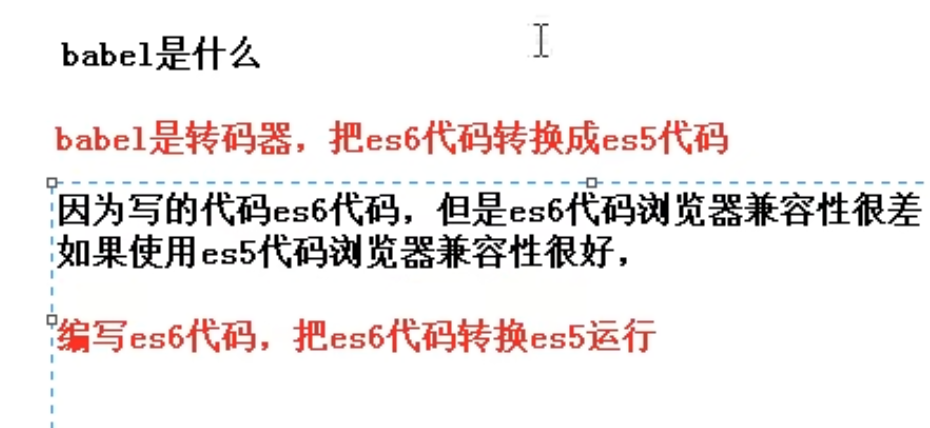 babel是什么
babel是转码器，把es6代码转换成es5代码
因为写的代码es6代码，但是es6代码浏览器兼容性很差
如果使用es5代码浏览器兼容性很好，
编写es6代码，把es6代码转换es5运行